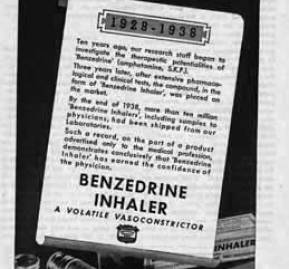 1928-1938
Ten years ago, our research staff began to
investigate the therapeutic potentialities of
'Benzedrine' (amphetamine, S.K.F.).
Three years later, after extensive pharmaco-
logical and clinical tests, the compound, in the
form of 'Benzedrine Inhaler', was placed on
the market.
By the end of 1938, more than ten million
'Benzedrine Inhalers', including samples to
physicians, had been shipped from our
Laboratories.
Such a record, on the part of a product
advertised only to the medical profession,
demonstrates conclusively that 'Benzedrine
Inhaler' has earned the confidence of
the physician.
BENZEDRINE
INHALER
A VOLATILE VASOCONSTRICTOR
INHALER